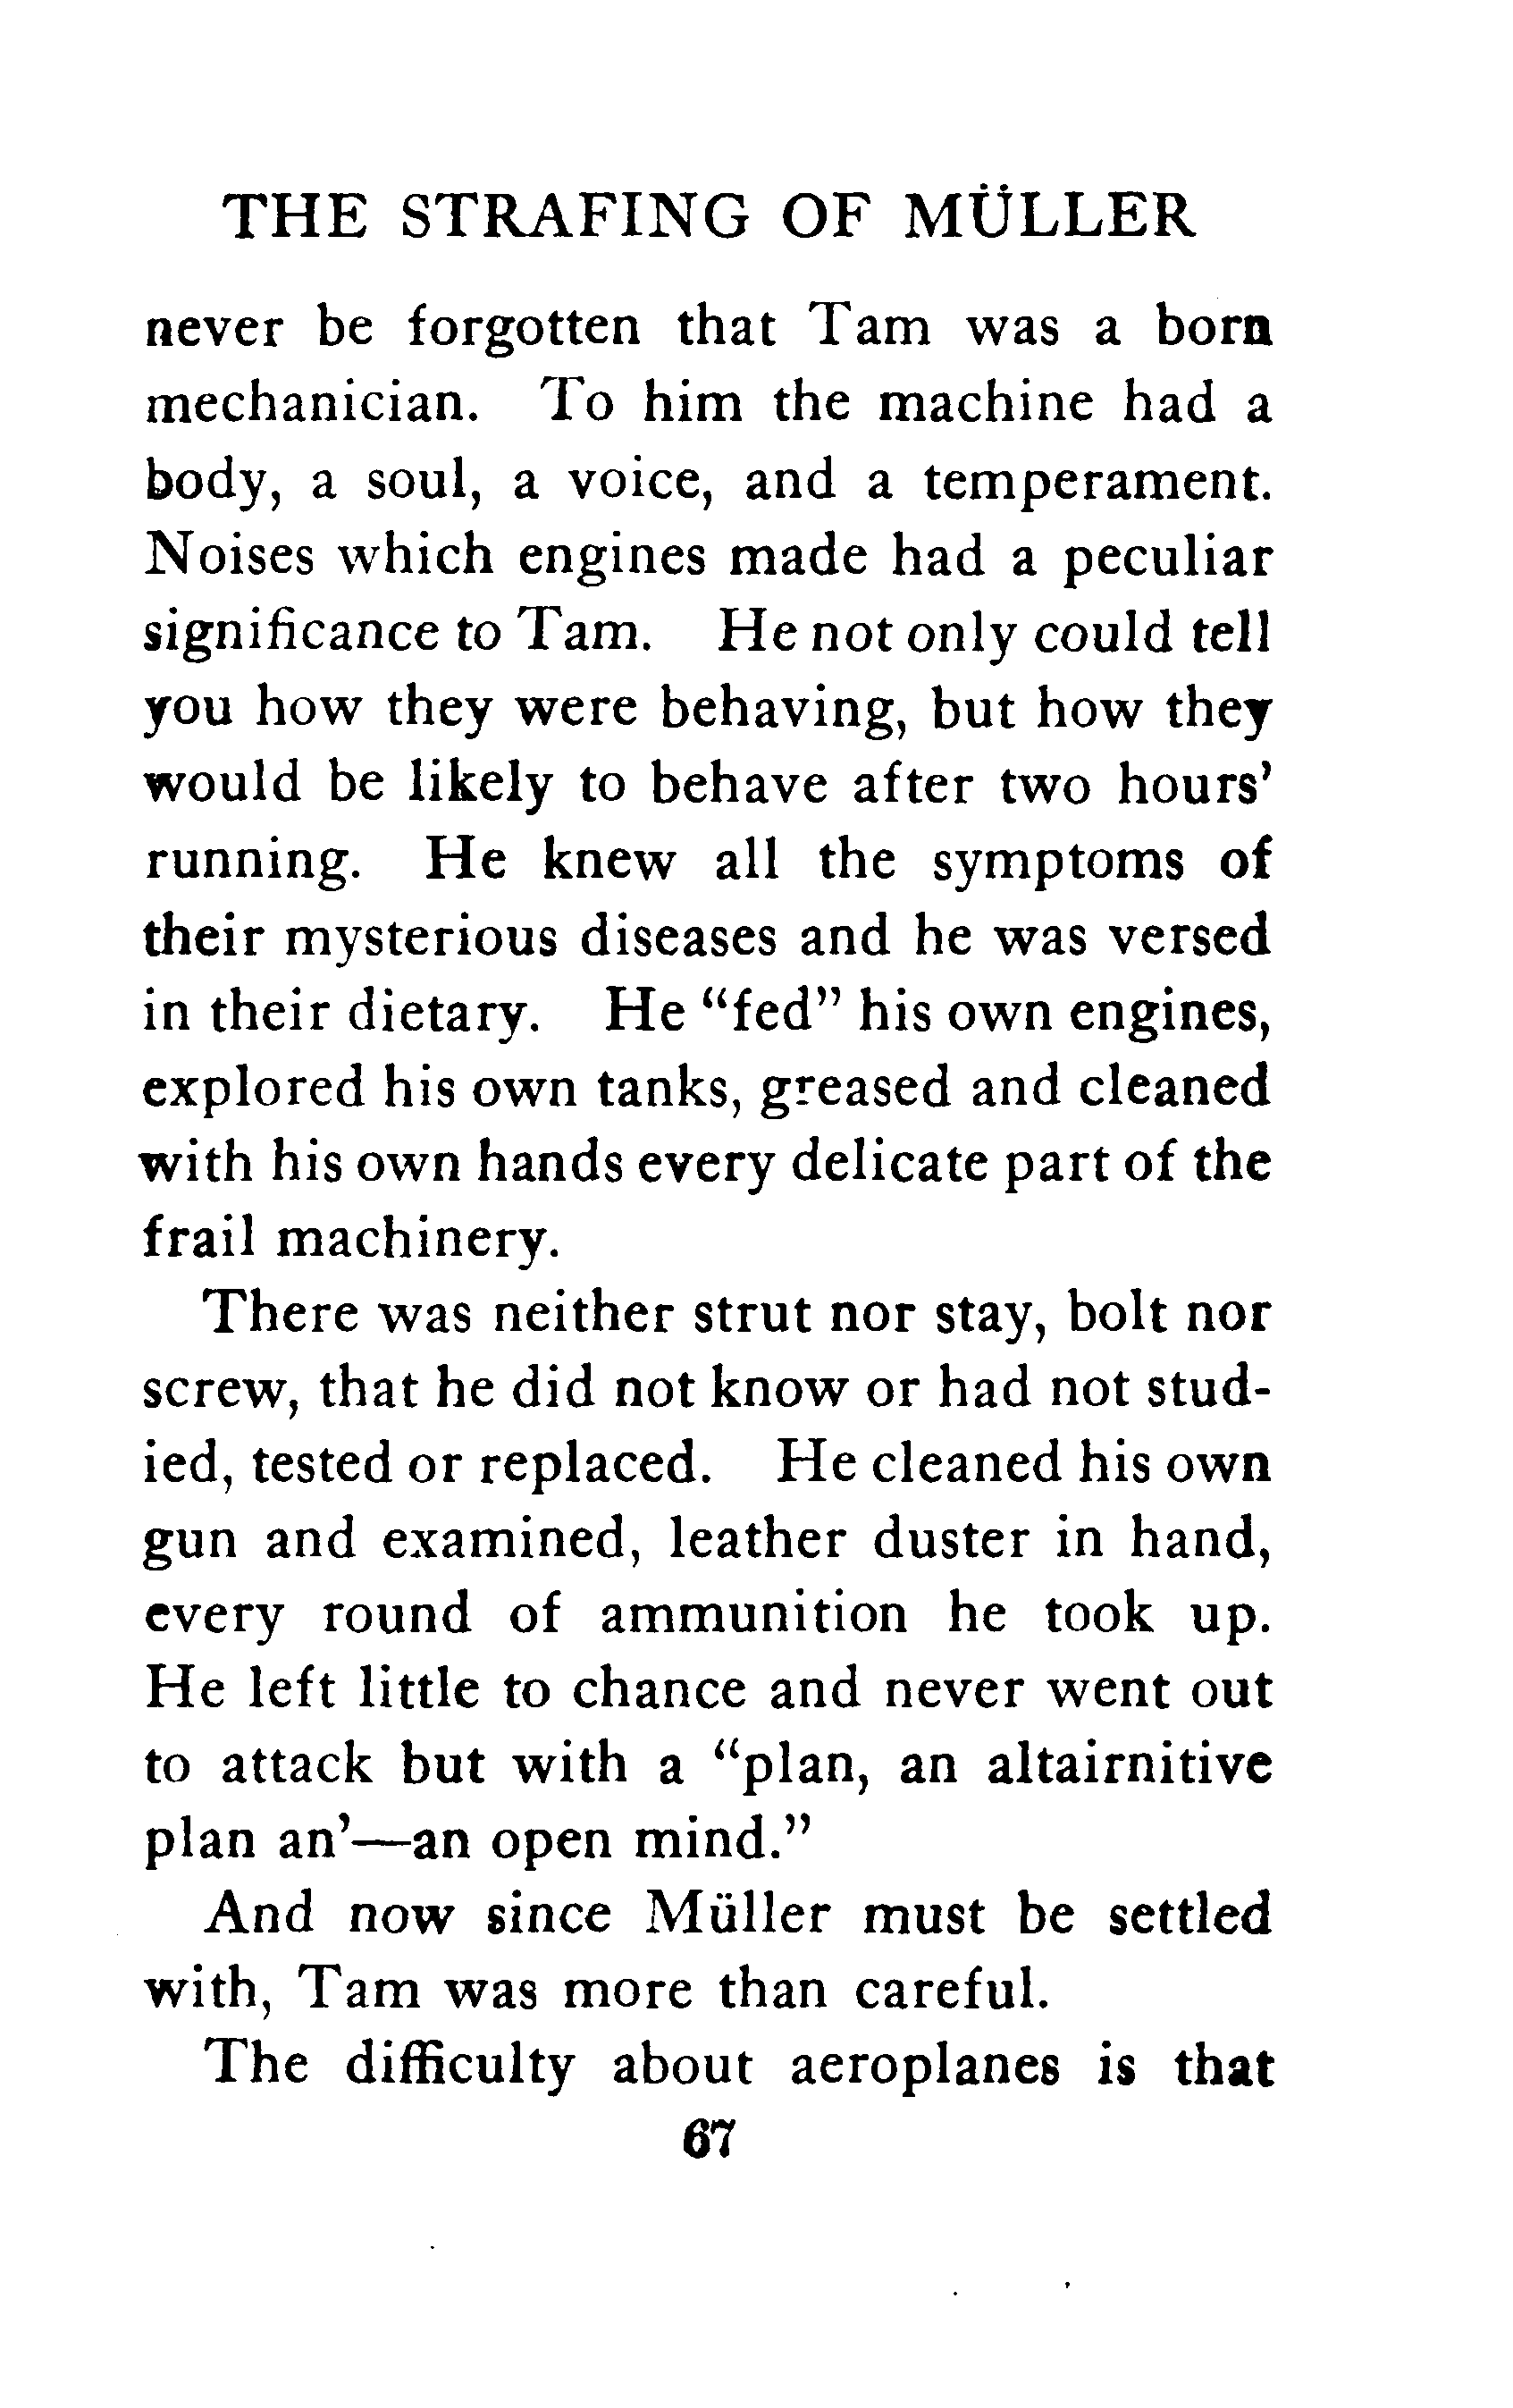 THE STRAFING OF MÜLLER
never be forgotten that Tam was a born
mechanician. To him the machine had a
body, a soul, a voice, and a temperament.
Noises which engines made had a peculiar
significance to Tam. He not only could tell
you how they were behaving, but how they
would be likely to behave after two hours'
running. He knew all the symptoms of
their mysterious diseases and he was versed
in their dietary. He “fed” his own engines,
explored his own tanks, greased and cleaned
with his own hands every delicate part of the
frail machinery.
There was neither strut nor stay, bolt nor
screw, that he did not know or had not stud-
ied, tested or replaced. He cleaned his own
gun and examined, leather duster in hand,
every round of ammunition he took up.
He left little to chance and never went out
to attack but with a “plan, an altairnitive
plan an'—an open mind.”
And now since Müller must be settled
with, Tam was more than careful.
The difficulty about aeroplanes is that
67